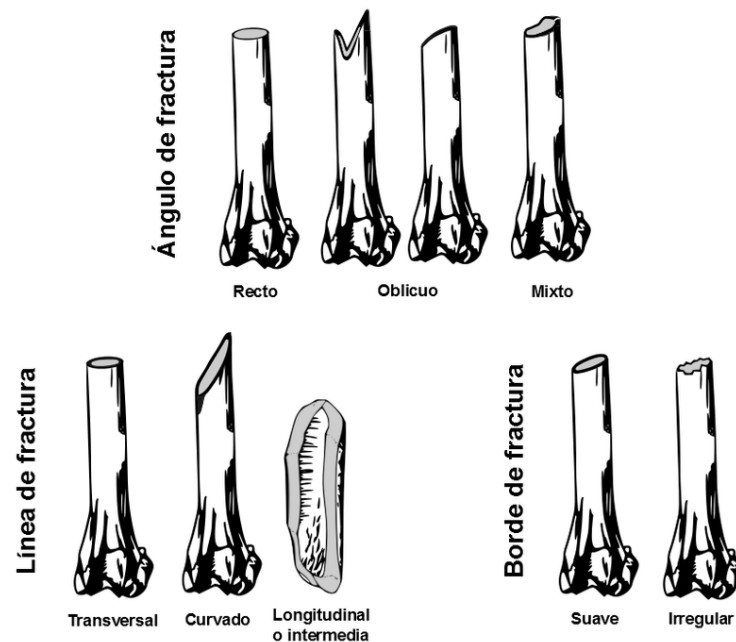 Ángulo de fractura
Recto
Oblicuo
Mixto
Línea de fractura
Transversal
Curvado
Longitudinal
o intermedia
Borde de fractura
Suave
Irregular